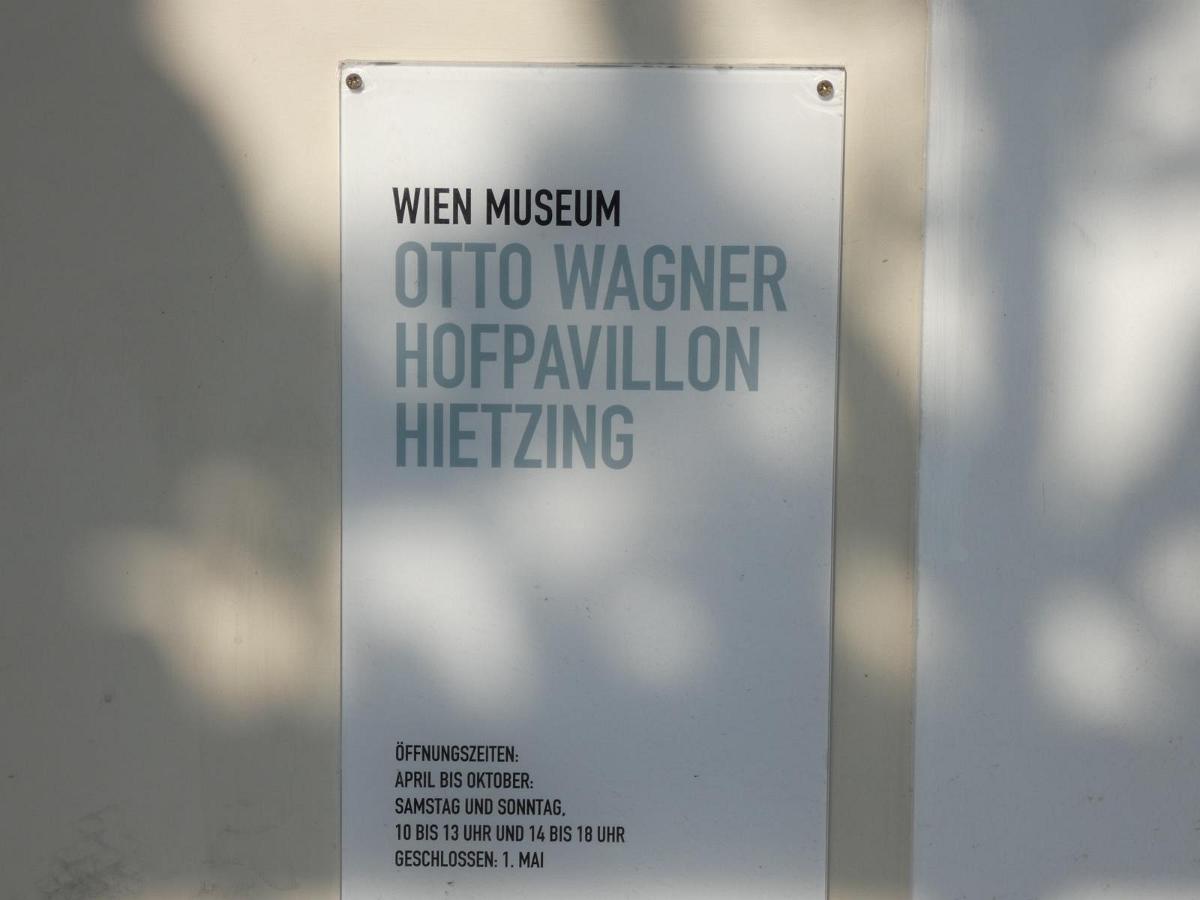 WIEN MUSEUM
OTTO WAGNER
HOFPAVILLON
HIETZING
ÖFFNUNGSZEITEN:
APRIL BIS OKTOBER:
SAMSTAG UND SONNTAG,
10 BIS 13 UHR UND 14 BIS 18 UHR
GESCHLOSSEN: 1. MAI